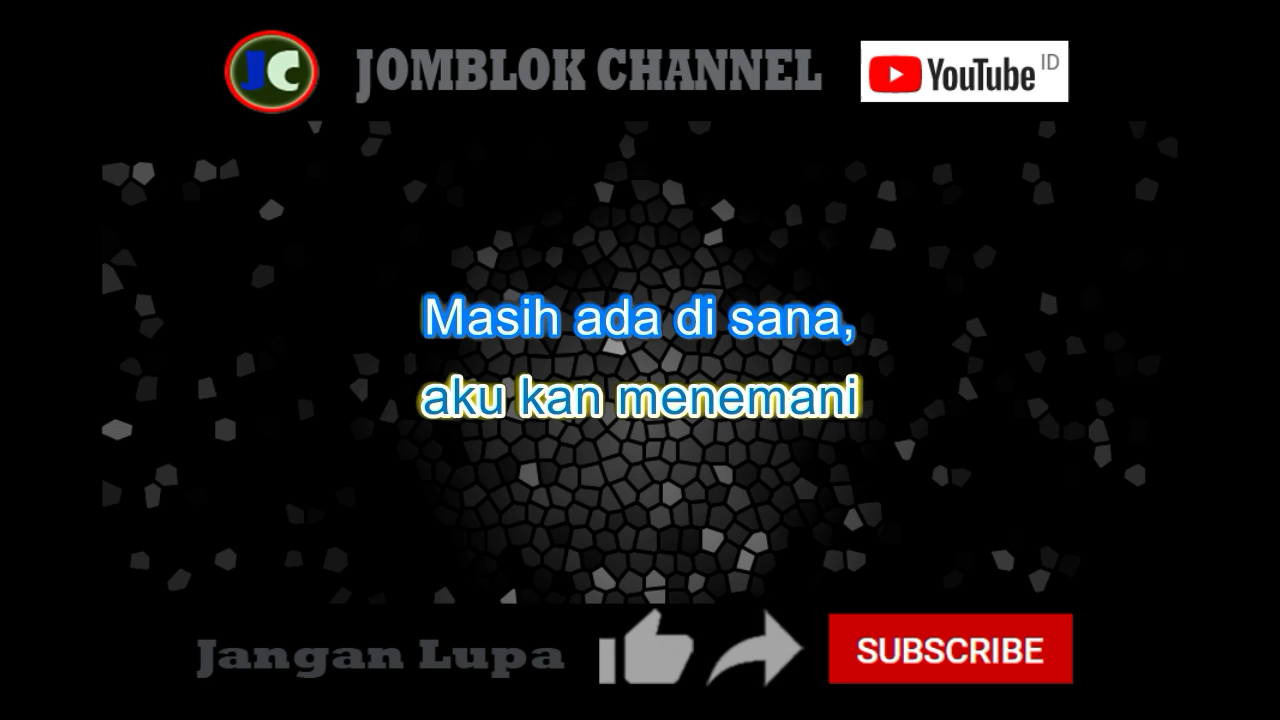 JC JOMBLOK CHANNEL YouTube ID
Masih ada di sana,
aku kan menemani
Jangan Lupa SUBSCRIBE